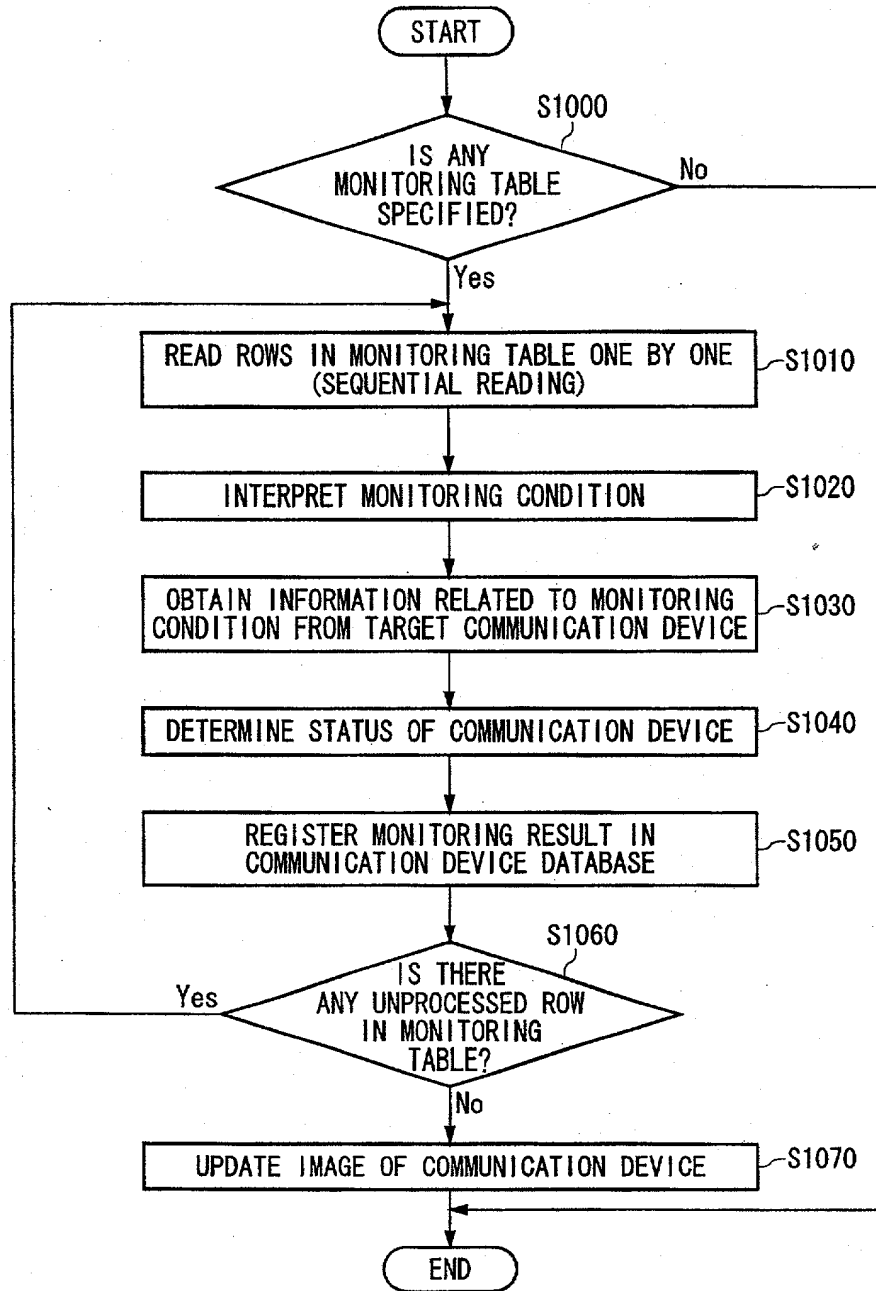 START
S1000
IS ANY
MONITORING TABLE
SPECIFIED?
No
Yes
READ ROWS IN MONITORING TABLE ONE BY ONE
(SEQUENTIAL READING)
S1010
INTERPRET MONITORING CONDITION
S1020
OBTAIN INFORMATION RELATED TO MONITORING
CONDITION FROM TARGET COMMUNICATION DEVICE
S1030
DETERMINE STATUS OF COMMUNICATION DEVICE
S1040
REGISTER MONITORING RESULT IN
COMMUNICATION DEVICE DATABASE
S1050
S1060
IS THERE
ANY UNPROCESSED ROW
IN MONITORING
TABLE?
Yes
No
UPDATE IMAGE OF COMMUNICATION DEVICE
S1070
END